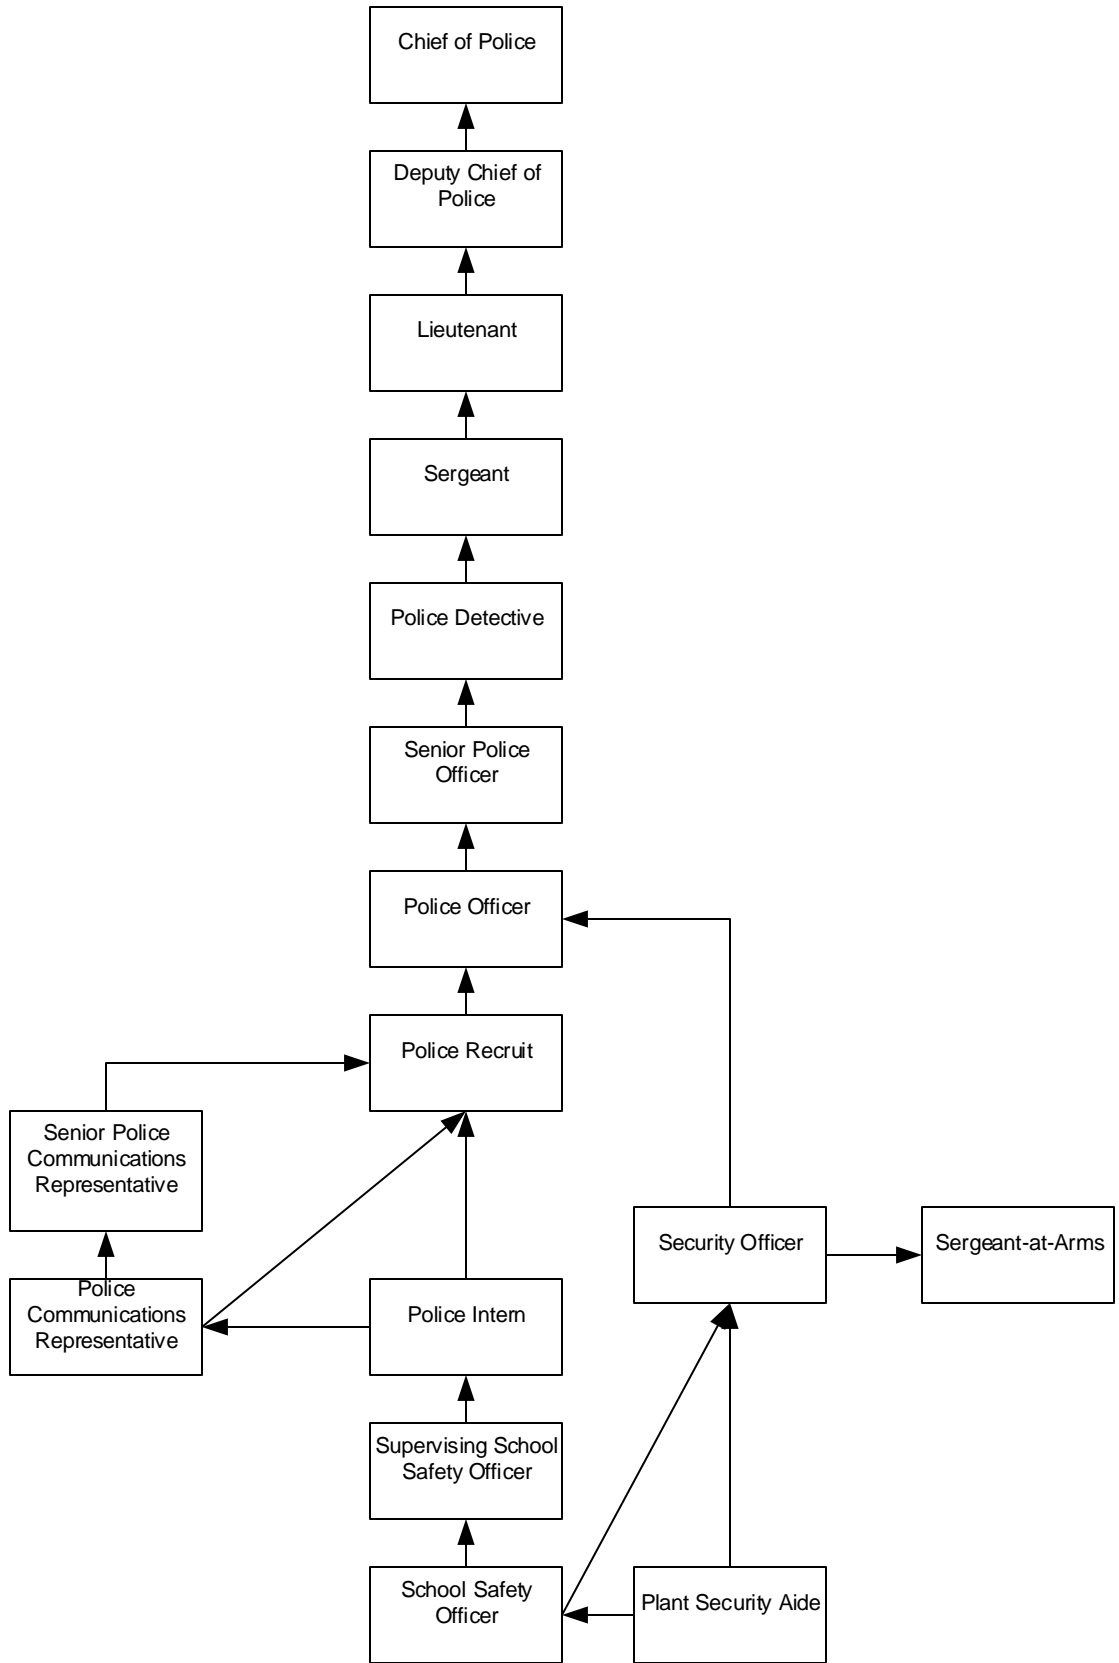 Chief of Police
Deputy Chief of
Police
Lieutenant
Sergeant
Police Detective
Senior Police
Officer
Police Officer
Police Recruit
Senior Police
Communications
Representative
Security Officer
Sergeant-at-Arms
Police
Communications
Representative
Police Intern
Supervising School
Safety Officer
School Safety
Officer
Plant Security Aide